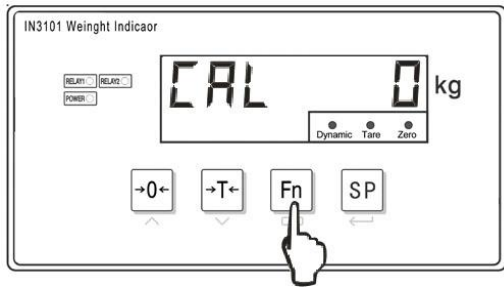 IN3101 Weinght Indicaor
RELAY1 RELAY2
POWER
CAL 0 kg
Dynamic Tare Zero
→0← →T← Fn SP